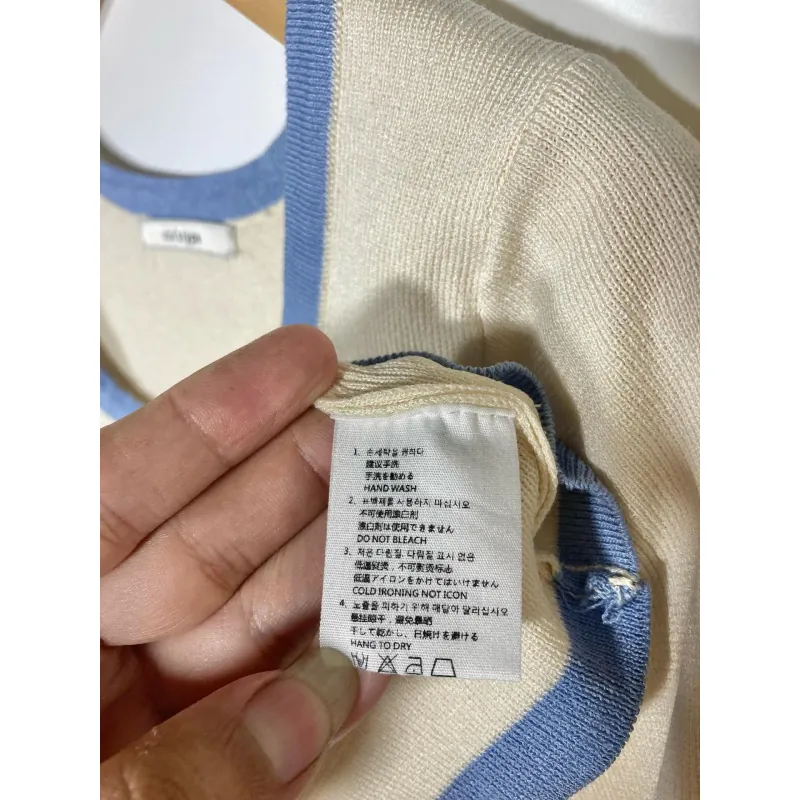 1、손세탁을 권하다
建议手洗
手洗を勧める
HAND WASH
2、표백제를 사용하지 마십시오
不可使用漂白剂
漂白剤は使用できません
DO NOT BLEACH
3、저온 다림질, 다림질 표시 없은
低温熨烫，不可熨烫标志
低温アイロンをかけてはいけません
COLD IRONING NOT ICON
4、노출을 피하기 위해 매달아 말리십시오
悬挂晾干，避免暴晒
干して乾かし、日焼けを避ける
HANG TO DRY